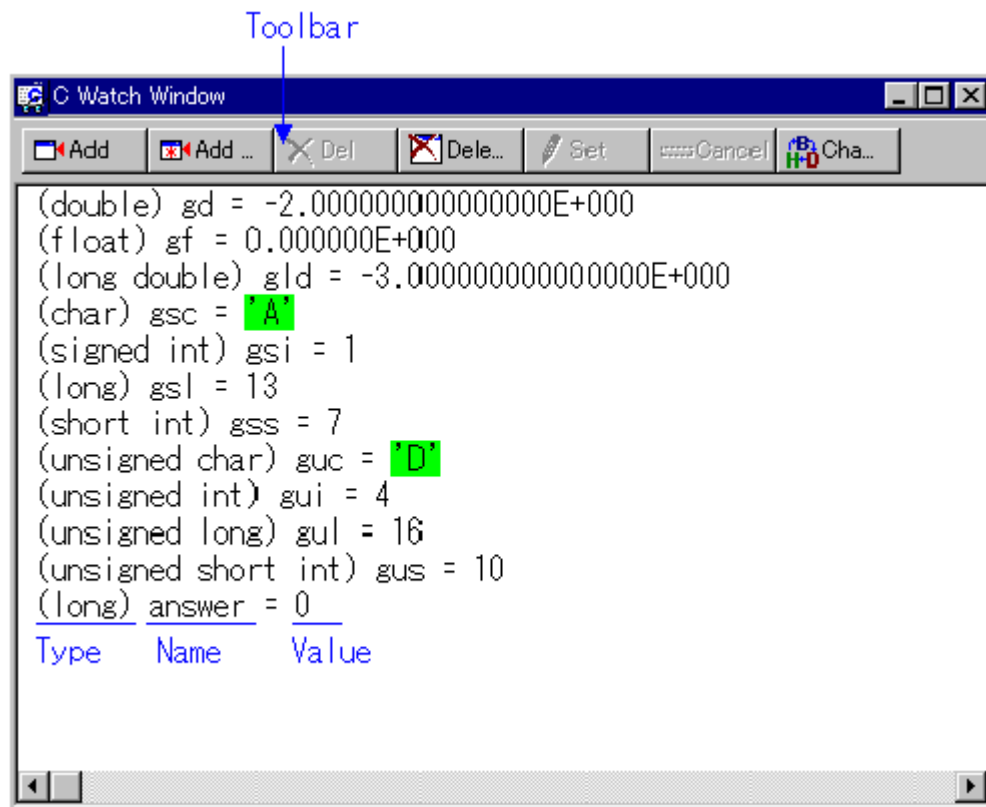 Toolbar
C Watch Window
Add Add ... Del Dele... Set Cancel Cha...
(double) gd = -2.000000000000000E+000
(float) gf = 0.000000E+000
(long double) gld = -3.000000000000000E+000
(char) gsc = 'A'
(signed int) gsi = 1
(long) gsl = 13
(short int) gss = 7
(unsigned char) guc = 'D'
(unsigned int) gui = 4
(unsigned long) gul = 16
(unsigned short int) gus = 10
(long) answer = 0
Type Name Value